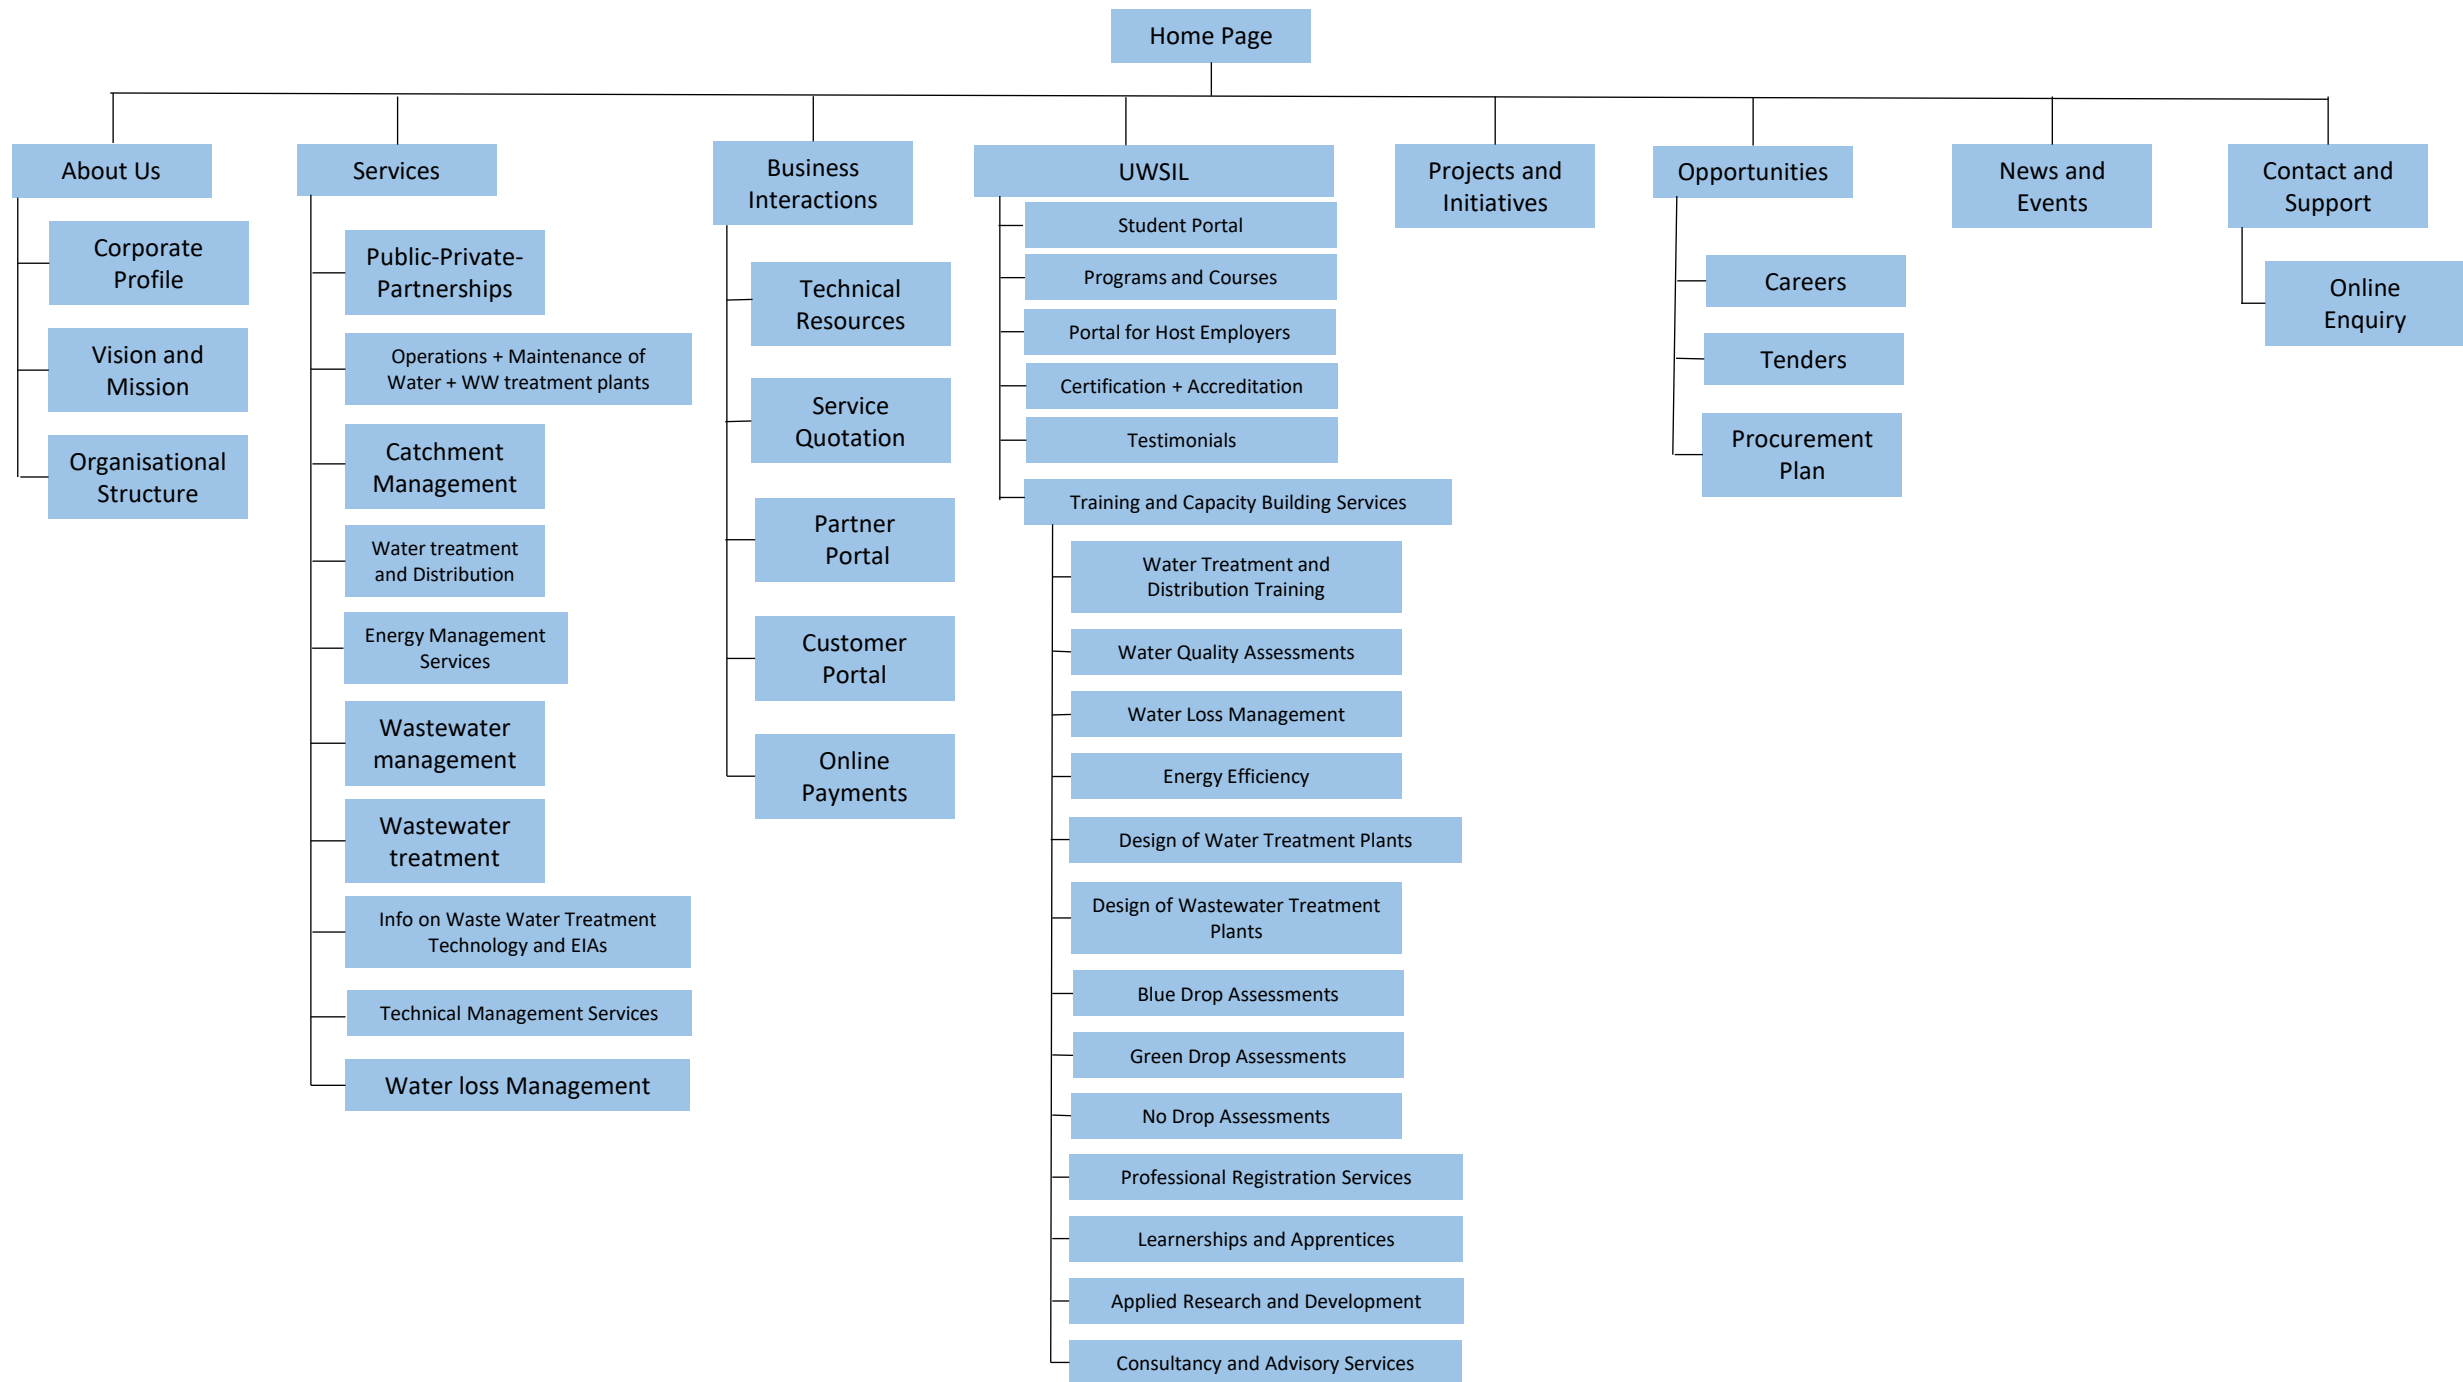 Home Page
About Us
Corporate
Profile
Vision and
Mission
Organisational
Structure
Services
Public-Private-
Partnerships
Operations + Maintenance of
Water + WW treatment plants
Catchment
Management
Water treatment
and Distribution
Energy Management
Services
Wastewater
management
Wastewater
treatment
Info on Waste Water Treatment
Technology and EIAs
Technical Management Services
Water loss Management
Business
Interactions
Technical
Resources
Service
Quotation
Partner
Portal
Customer
Portal
Online
Payments
UWSIL
Student Portal
Programs and Courses
Portal for Host Employers
Certification + Accreditation
Testimonials
Training and Capacity Building Services
Water Treatment and
Distribution Training
Water Quality Assessments
Water Loss Management
Energy Efficiency
Design of Water Treatment Plants
Design of Wastewater Treatment
Plants
Blue Drop Assessments
Green Drop Assessments
No Drop Assessments
Professional Registration Services
Learnerships and Apprentices
Applied Research and Development
Consultancy and Advisory Services
Projects and
Initiatives
Opportunities
Careers
Tenders
Procurement
Plan
News and
Events
Contact and
Support
Online
Enquiry